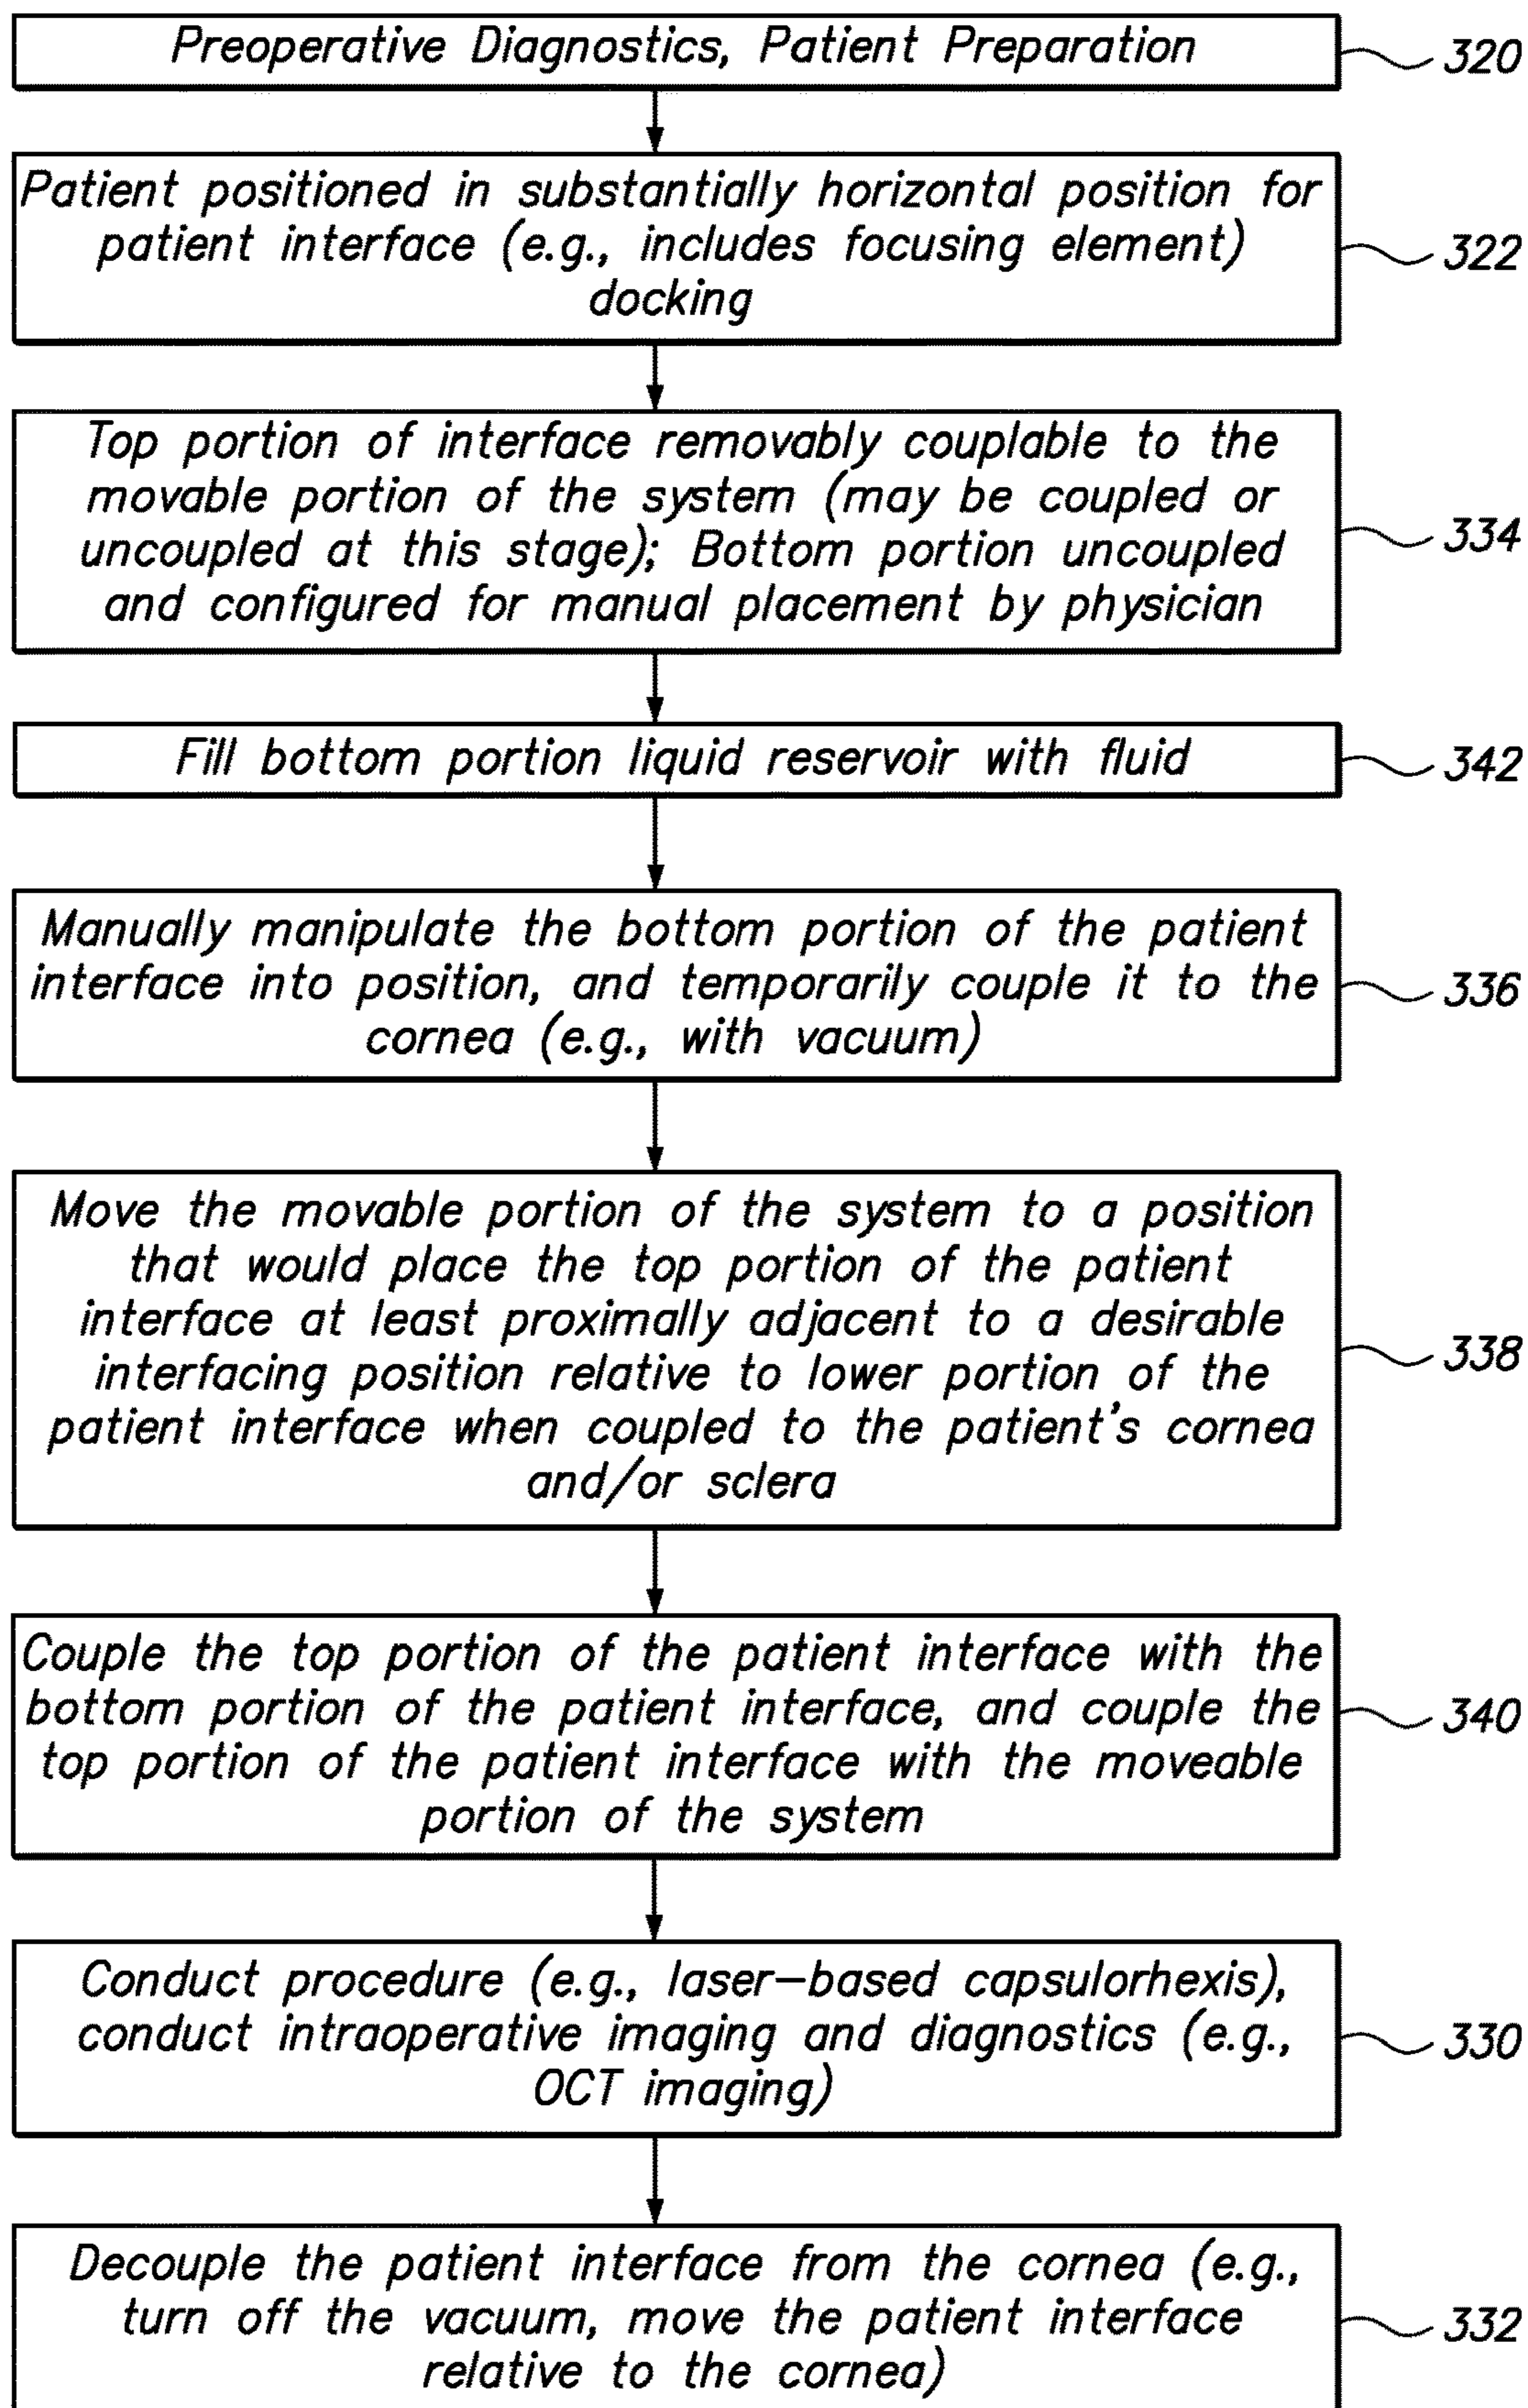 Preoperative Diagnostics, Patient Preparation
320
Patient positioned in substantially horizontal position for
patient interface (e.g., includes focusing element)
docking
322
Top portion of interface removably couplable to the
movable portion of the system (may be coupled or
uncoupled at this stage); Bottom portion uncoupled
and configured for manual placement by physician
334
Fill bottom portion liquid reservoir with fluid
342
Manually manipulate the bottom portion of the patient
interface into position, and temporarily couple it to the
cornea (e.g., with vacuum)
336
Move the movable portion of the system to a position
that would place the top portion of the patient
interface at least proximally adjacent to a desirable
interfacing position relative to lower portion of the
patient interface when coupled to the patient's cornea
and/or sclera
338
Couple the top portion of the patient interface with the
bottom portion of the patient interface, and couple the
top portion of the patient interface with the moveable
portion of the system
340
Conduct procedure (e.g., laser-based capsulorhexis),
conduct intraoperative imaging and diagnostics (e.g.,
OCT imaging)
330
Decouple the patient interface from the cornea (e.g.,
turn off the vacuum, move the patient interface
relative to the cornea)
332